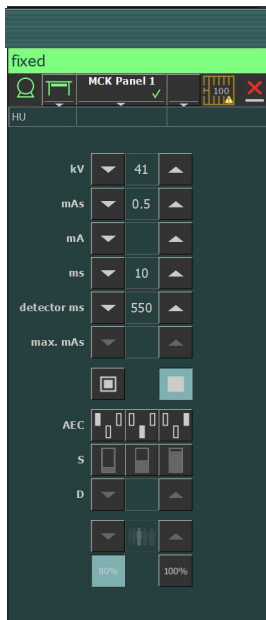 fixed
MCK Panel 1
100
HU
kV 41
mAs 0.5
mA
ms 10
detector ms 550
max. mAs
AEC
S
D
80% 100%